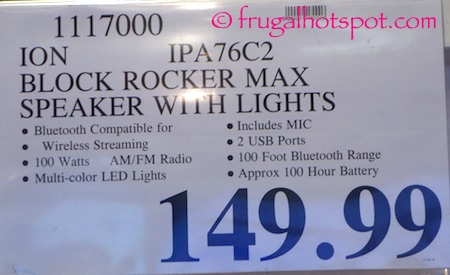 © frugalhotspot.com
1117000
ION IPA76C2
BLOCK ROCKER MAX
SPEAKER WITH LIGHTS
• Bluetooth Compatible for
• Wireless Streaming
• 100 Watts AM/FM Radio
• Multi-color LED Lights
• Includes MIC
• 2 USB Ports
• 100 Foot Bluetooth Range
• Approx 100 Hour Battery
149.99